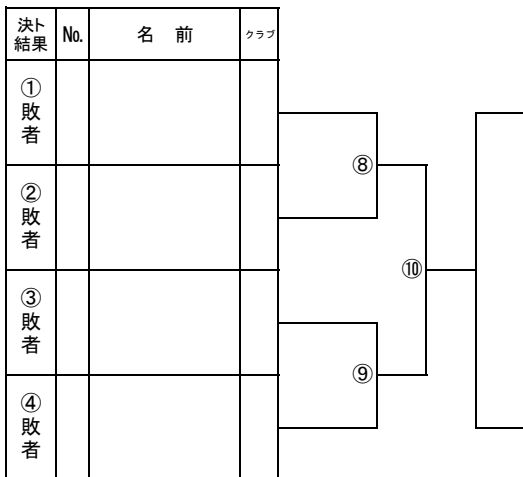 決ト
結果
No.
名 前
クラブ
①
敗
者
⑧
②
敗
者
⑩
③
敗
者
⑨
④
敗
者